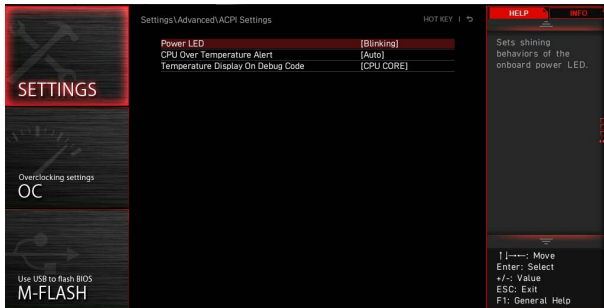 Settings\Advanced\ACPI Settings
HOT KEY | ⮌
HELP
INFO
Power LED [Blinking]
CPU Over Temperature Alert [Auto]
Temperature Display On Debug Code [CPU CORE]
Sets shining
behaviors of the
onboard power LED.
SETTINGS
Overclocking settings
OC
Use USB to flash BIOS
M-FLASH
↑↓→←: Move
Enter: Select
+/-: Value
ESC: Exit
F1: General Help